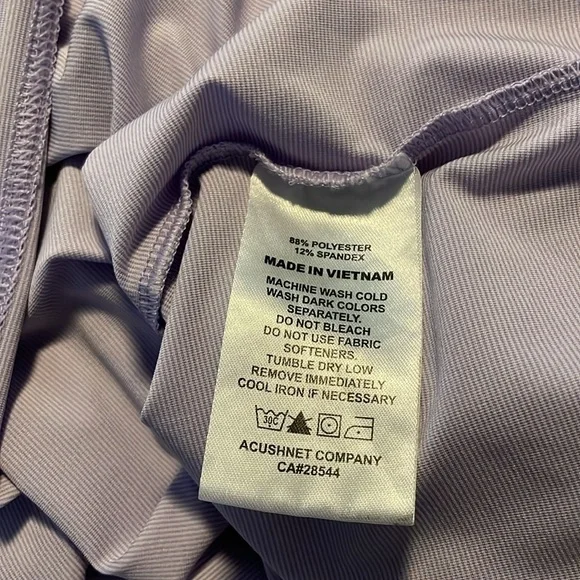 88% POLYESTER
12% SPANDEX
MADE IN VIETNAM
MACHINE WASH COLD
WASH DARK COLORS
SEPARATELY.
DO NOT BLEACH
DO NOT USE FABRIC
SOFTENERS.
TUMBLE DRY LOW
REMOVE IMMEDIATELY
COOL IRON IF NECESSARY
30C
ACUSHNET COMPANY
CA#28544